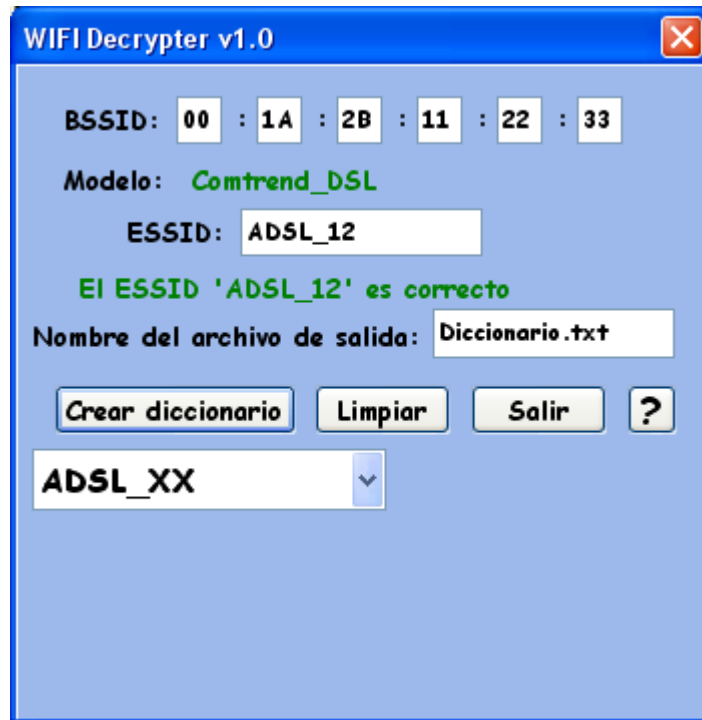 WIFI Decrypter v1.0
BSSID: 00 : 1A : 2B : 11 : 22 : 33
Modelo: Comtrend_DSL
ESSID: ADSL_12
El ESSID 'ADSL_12' es correcto
Nombre del archivo de salida: Diccionario.txt
Crear diccionario Limpiar Salir ?
ADSL_XX